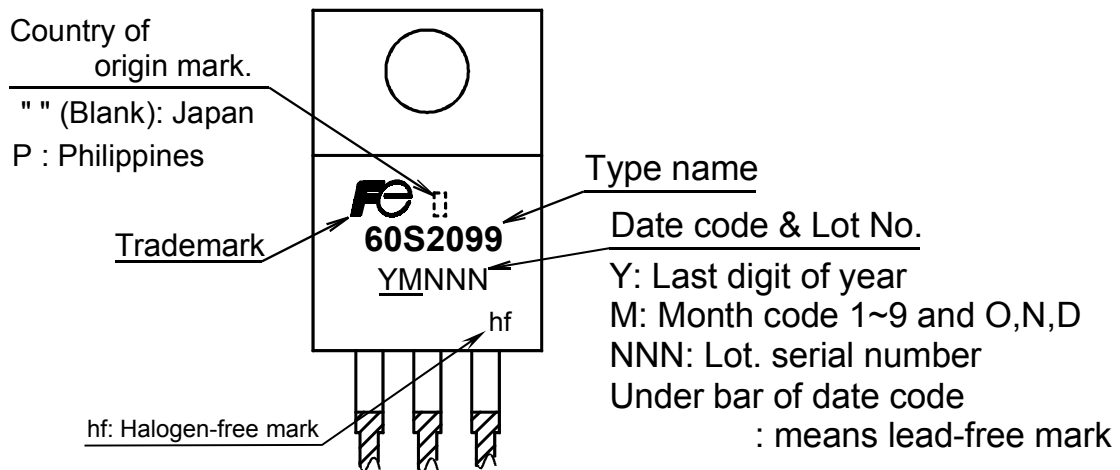 Country of
origin mark.
" " (Blank): Japan
P : Philippines
Trademark
Fe
60S2099
YMNNN
hf
hf: Halogen-free mark
Type name
Date code & Lot No.
Y: Last digit of year
M: Month code 1~9 and O,N,D
NNN: Lot. serial number
Under bar of date code
: means lead-free mark